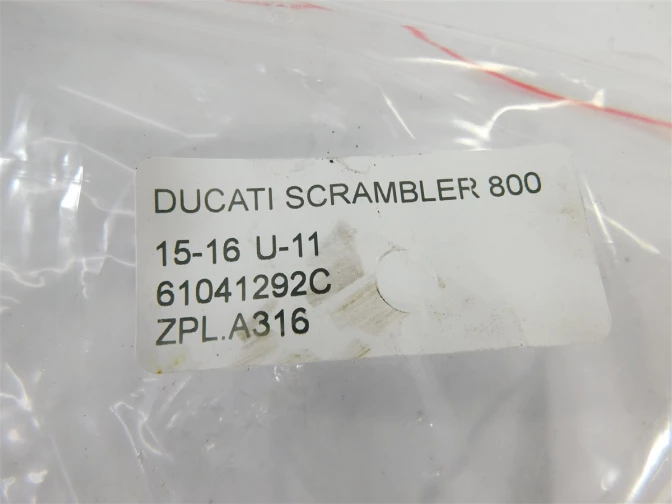 DUCATI SCRAMBLER 800
15-16 U-11
61041292C
ZPL.A316